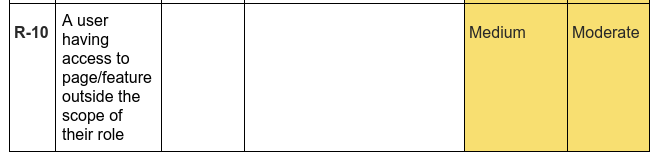 R-10
A user
having
access to
page/feature
outside the
scope of
their role
Medium
Moderate